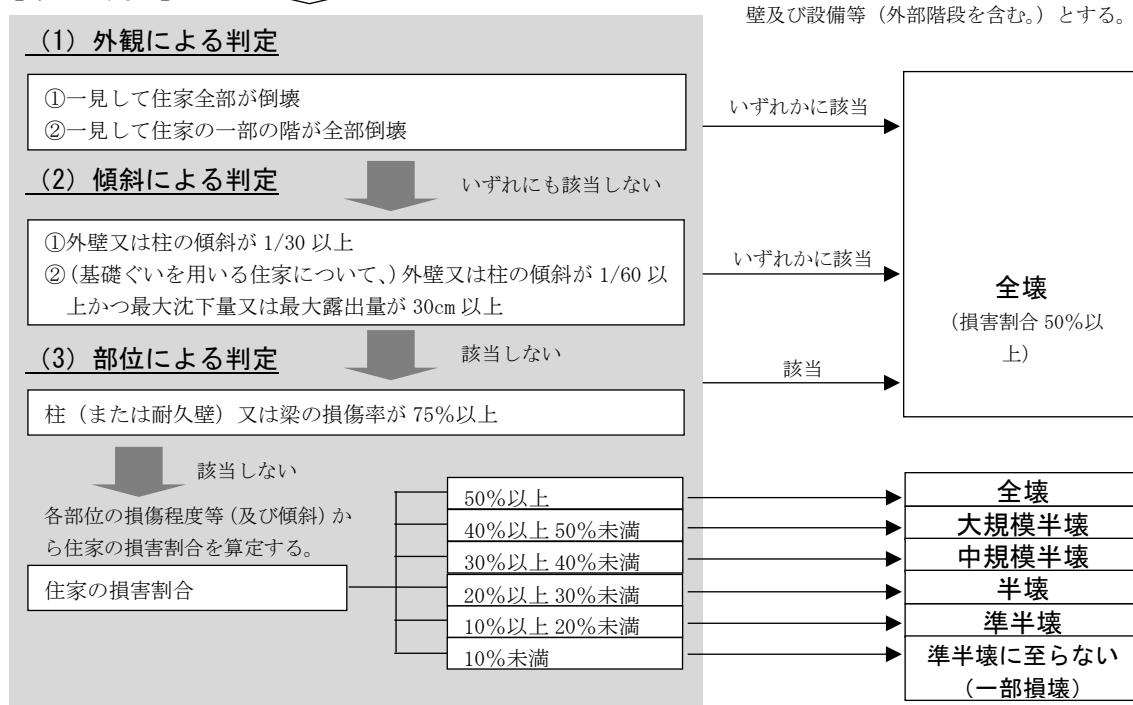 壁及び設備等（外部階段を含む。）とする。
(1) 外観による判定
①一見して住家全部が倒壊
②一見して住家の一部の階が全部倒壊
いずれかに該当
(2) 傾斜による判定
いずれにも該当しない
①外壁又は柱の傾斜が 1/30 以上
②（基礎ぐいを用いる住家について、）外壁又は柱の傾斜が 1/60 以
上かつ最大沈下量又は最大露出量が 30cm 以上
いずれかに該当
全壊
（損害割合 50％以
上）
(3) 部位による判定
該当しない
該当
柱（または耐久壁）又は梁の損傷率が 75％以上
該当しない
各部位の損傷程度等（及び傾斜）か
ら住家の損害割合を算定する。
住家の損害割合
50％以上
全壊
40％以上 50％未満
大規模半壊
30％以上 40％未満
中規模半壊
20％以上 30％未満
半壊
10％以上 20％未満
準半壊
10％未満
準半壊に至らない
（一部損壊）